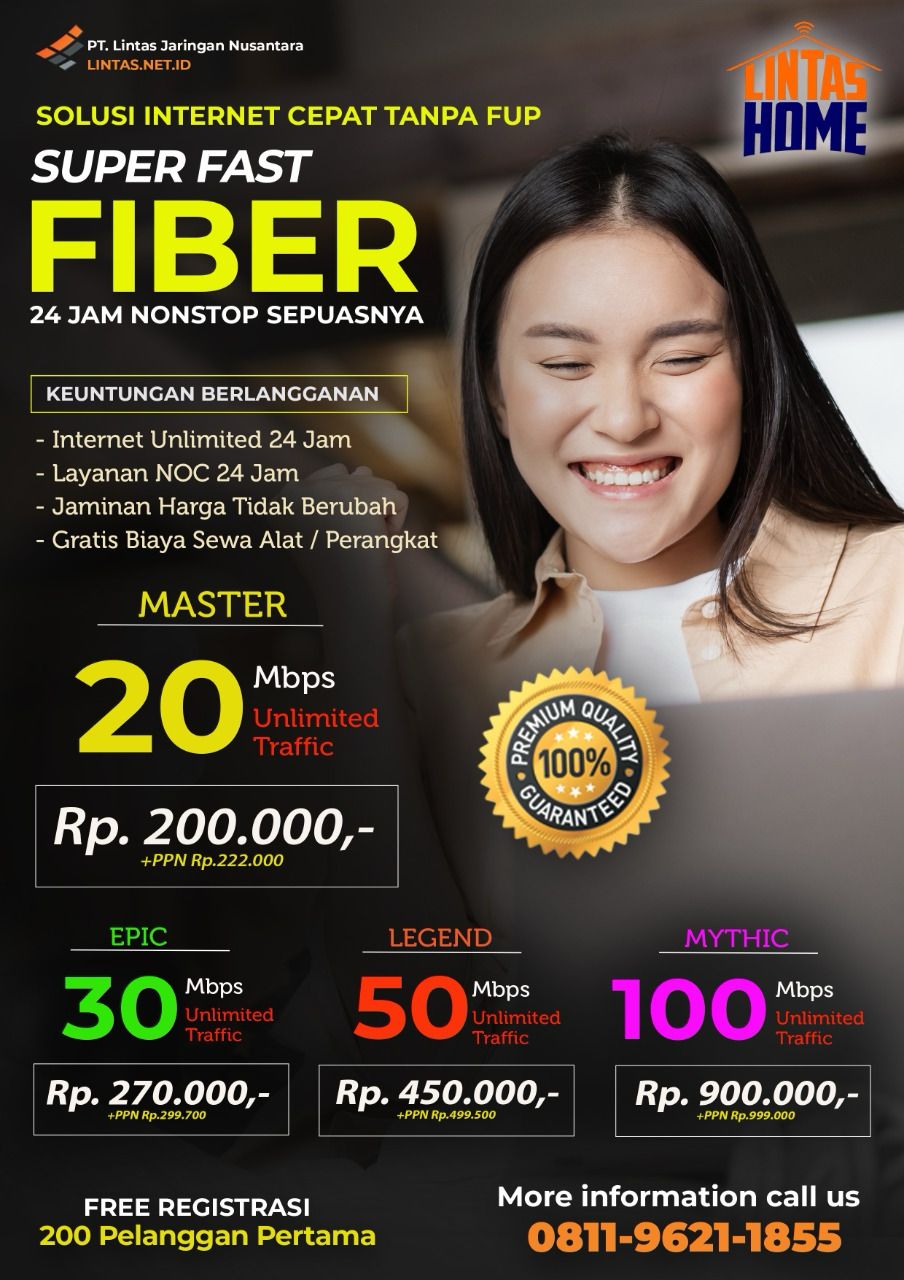 PT. Lintas Jaringan Nusantara
LINTAS.NET.ID
LINTAS
HOME
SOLUSI INTERNET CEPAT TANPA FUP
SUPER FAST
FIBER
24 JAM NONSTOP SEPUASNYA
KEUNTUNGAN BERLANGGANAN
- Internet Unlimited 24 Jam
- Layanan NOC 24 Jam
- Jaminan Harga Tidak Berubah
- Gratis Biaya Sewa Alat / Perangkat
MASTER
20 Mbps
Unlimited
Traffic
Rp. 200.000,-
+PPN Rp.222.000
PREMIUM QUALITY
100%
GUARANTEED
EPIC
30 Mbps
Unlimited
Traffic
Rp. 270.000,-
+PPN Rp.299.700
LEGEND
50 Mbps
Unlimited
Traffic
Rp. 450.000,-
+PPN Rp.499.500
MYTHIC
100 Mbps
Unlimited
Traffic
Rp. 900.000,-
+PPN Rp.999.000
FREE REGISTRASI
200 Pelanggan Pertama
More information call us
0811-9621-1855